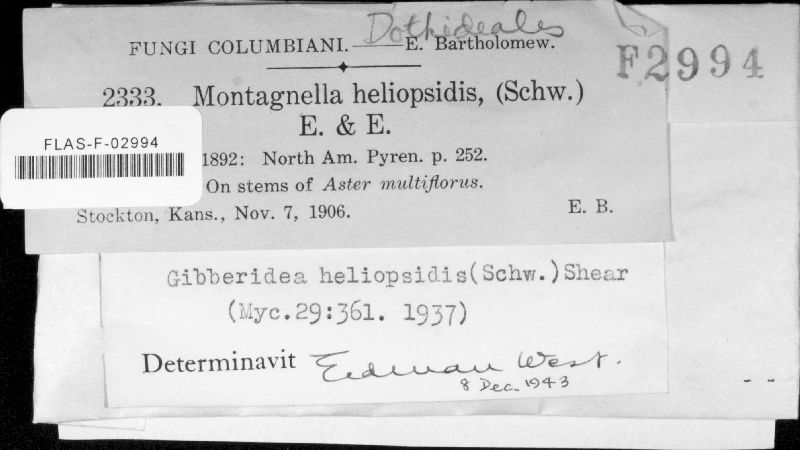 Dothideales
FUNGI COLUMBIANI.——E. Bartholomew.
F2994
2333. Montagnella heliopsidis, (Schw.)
E. & E.
FLAS-F-02994
1892: North Am. Pyren. p. 252.
On stems of Aster multiflorus.
Stockton, Kans., Nov. 7, 1906. E. B.
Gibberidea heliopsidis(Schw.)Shear
(Myc.29:361. 1937)
Determinavit Erdman West.
8 Dec. 1943